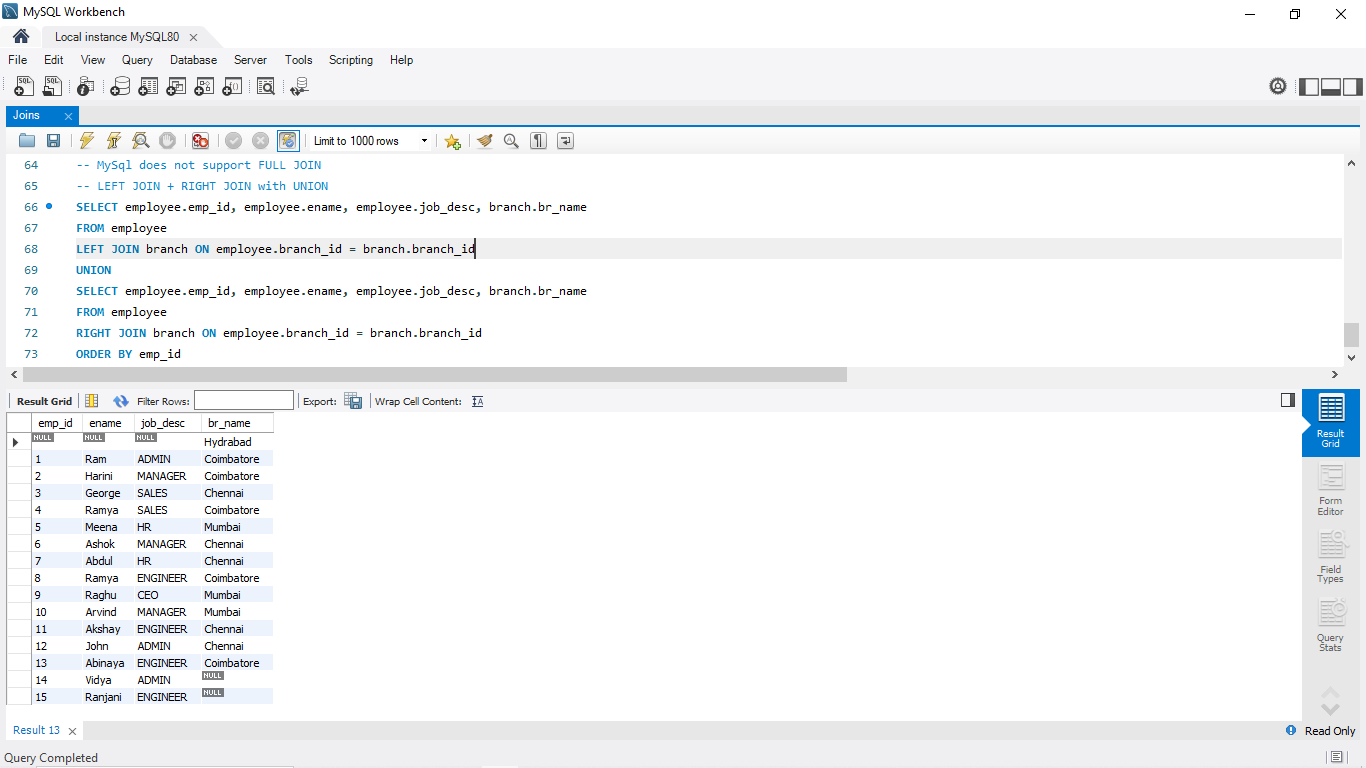 MySQL Workbench
Local instance MySQL80
File Edit View Query Database Server Tools Scripting Help
Joins
Limit to 1000 rows
64 -- MySql does not support FULL JOIN
65 -- LEFT JOIN + RIGHT JOIN with UNION
66 SELECT employee.emp_id, employee.ename, employee.job_desc, branch.br_name
67 FROM employee
68 LEFT JOIN branch ON employee.branch_id = branch.branch_id
69 UNION
70 SELECT employee.emp_id, employee.ename, employee.job_desc, branch.br_name
71 FROM employee
72 RIGHT JOIN branch ON employee.branch_id = branch.branch_id
73 ORDER BY emp_id
Result Grid Filter Rows: Export: Wrap Cell Content:
emp_id ename job_desc br_name
NULL NULL NULL Hydrabad
1 Ram ADMIN Coimbatore
2 Harini MANAGER Coimbatore
3 George SALES Chennai
4 Ramya SALES Coimbatore
5 Meena HR Mumbai
6 Ashok MANAGER Chennai
7 Abdul HR Chennai
8 Ramya ENGINEER Coimbatore
9 Raghu CEO Mumbai
10 Arvind MANAGER Mumbai
11 Akshay ENGINEER Chennai
12 John ADMIN Chennai
13 Abinaya ENGINEER Coimbatore
14 Vidya ADMIN NULL
15 Ranjani ENGINEER NULL
Result
Grid
Form
Editor
Field
Types
Query
Stats
Result 13
Read Only
Query Completed